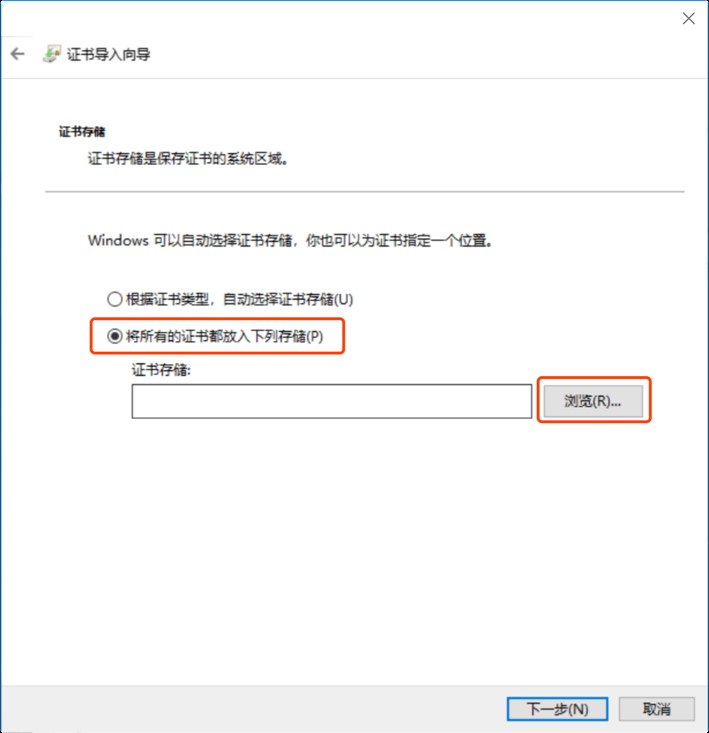 证书导入向导
证书存储
证书存储是保存证书的系统区域。
Windows 可以自动选择证书存储，你也可以为证书指定一个位置。
根据证书类型，自动选择证书存储(U)
将所有的证书都放入下列存储(P)
证书存储:
浏览(R)...
下一步(N)
取消